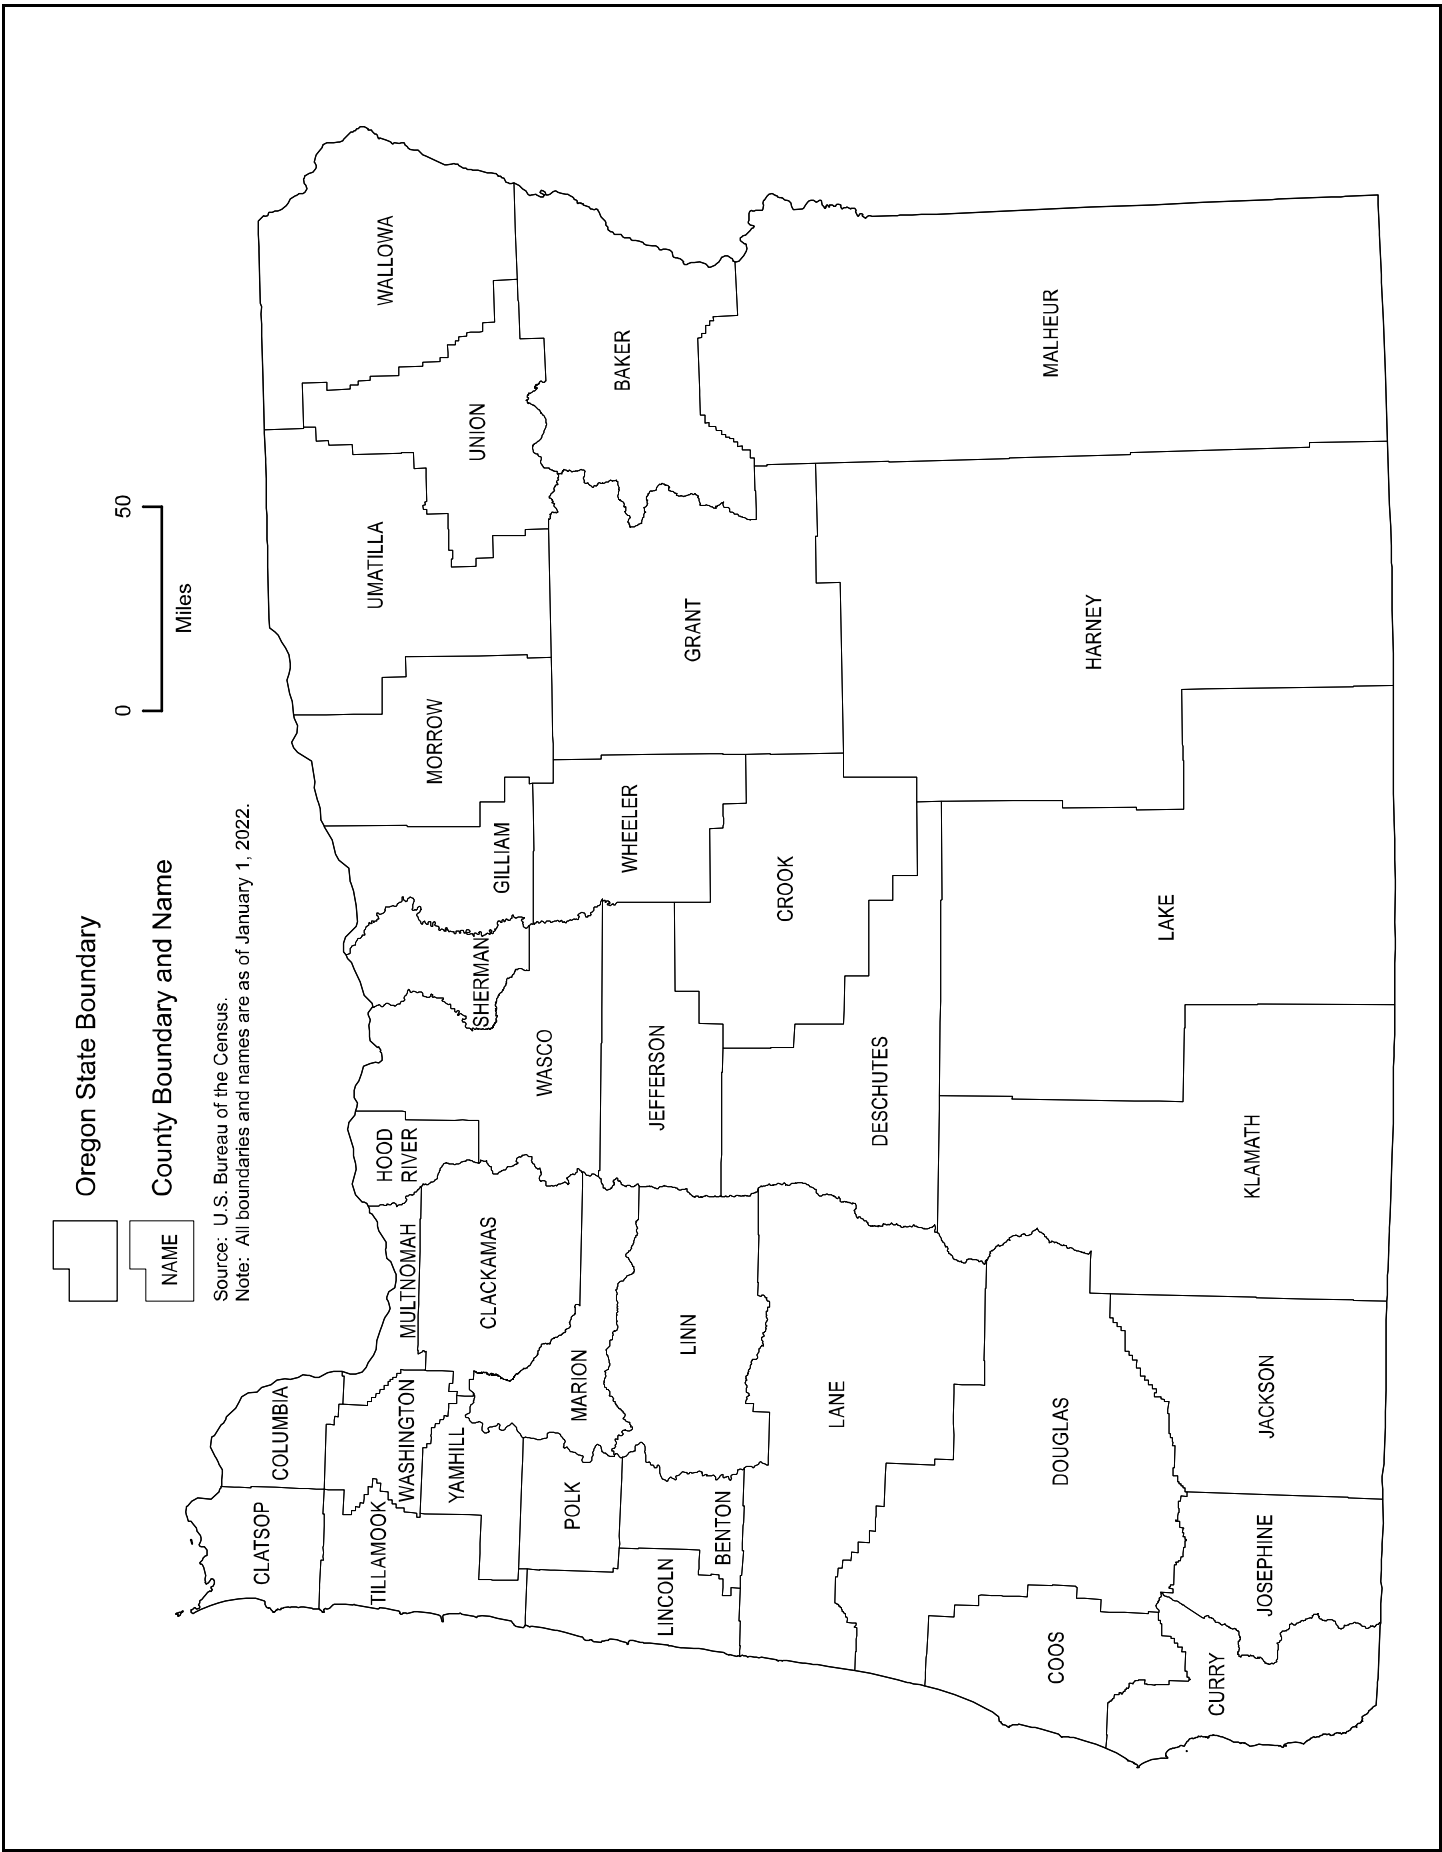 Oregon State Boundary
NAME
County Boundary and Name
Source: U.S. Bureau of the Census.
Note: All boundaries and names are as of January 1, 2022.
0
50
Miles
CLATSOP
COLUMBIA
TILLAMOOK
WASHINGTON
MULTNOMAH
HOOD
RIVER
YAMHILL
CLACKAMAS
SHERMAN
GILLIAM
MORROW
UMATILLA
UNION
WALLOWA
WASCO
POLK
MARION
WHEELER
BAKER
LINCOLN
BENTON
LINN
JEFFERSON
GRANT
CROOK
LANE
DESCHUTES
MALHEUR
COOS
DOUGLAS
HARNEY
LAKE
KLAMATH
CURRY
JOSEPHINE
JACKSON